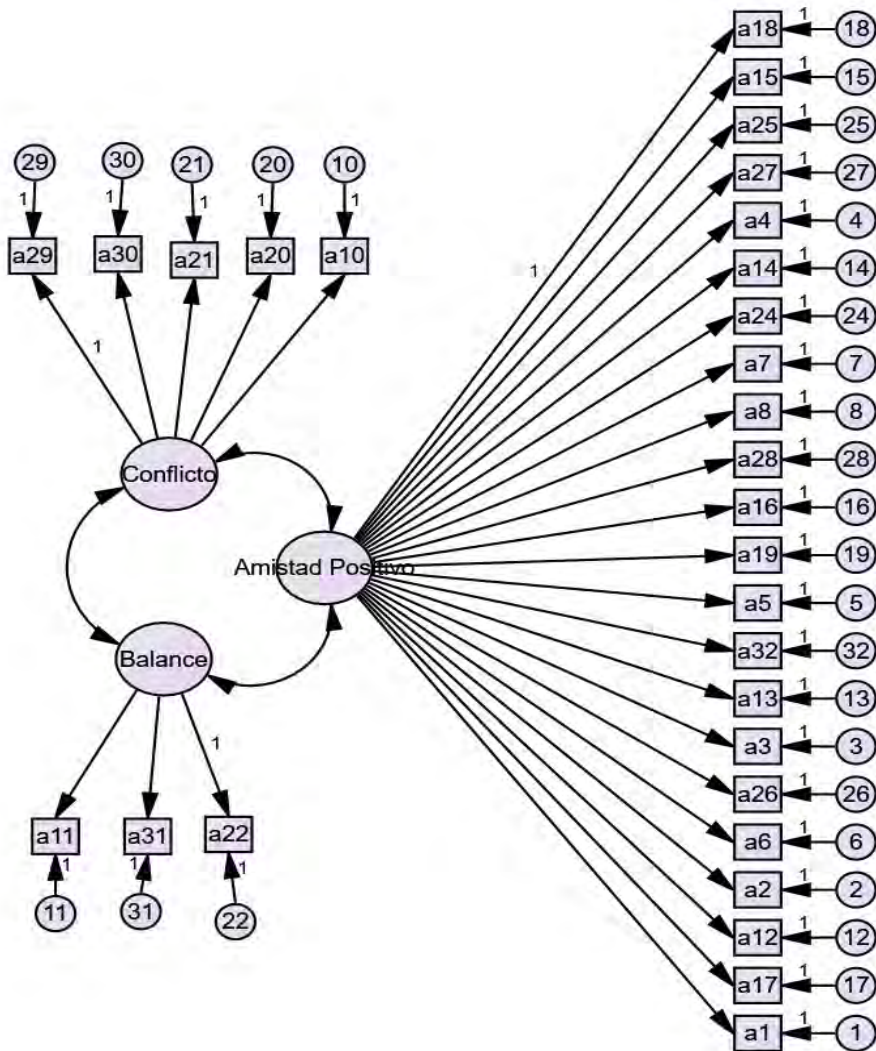 29 30 21 20 10
1 1 1 1 1
a29 a30 a21 a20 a10
1
Conflicto
Amistad Positivo
Balance
1
a11 a31 a22
1 1 1
11 31 22
1
a18 1 18
a15 1 15
a25 1 25
a27 1 27
a4 1 4
a14 1 14
a24 1 24
a7 1 7
a8 1 8
a28 1 28
a16 1 16
a19 1 19
a5 1 5
a32 1 32
a13 1 13
a3 1 3
a26 1 26
a6 1 6
a2 1 2
a12 1 12
a17 1 17
a1 1 1